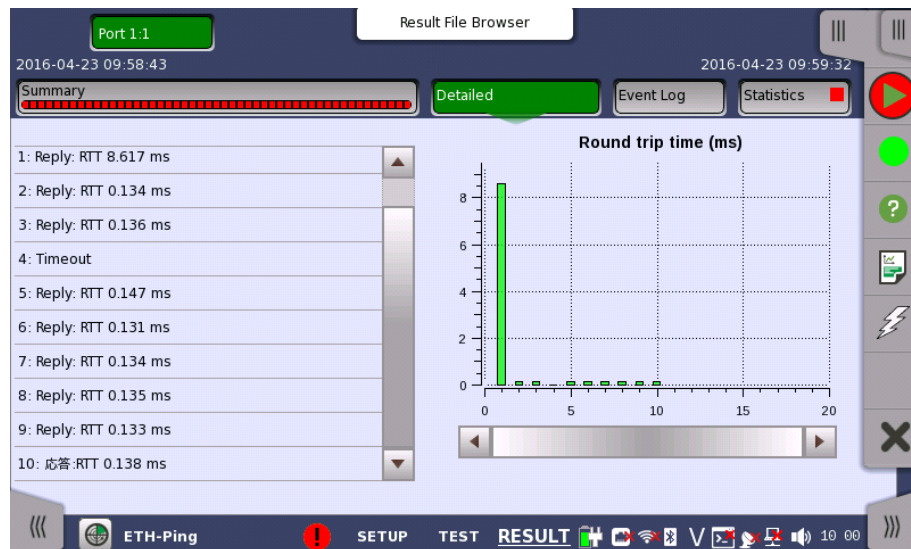 Port 1:1
Result File Browser
2016-04-23 09:58:43
2016-04-23 09:59:32
Summary
Detailed
Event Log
Statistics
1: Reply: RTT 8.617 ms
2: Reply: RTT 0.134 ms
3: Reply: RTT 0.136 ms
4: Timeout
5: Reply: RTT 0.147 ms
6: Reply: RTT 0.131 ms
7: Reply: RTT 0.134 ms
8: Reply: RTT 0.135 ms
9: Reply: RTT 0.133 ms
10: 応答:RTT 0.138 ms
Round trip time (ms)
8
6
4
2
0
0 5 10 15 20
ETH-Ping
SETUP TEST RESULT
V
10 00